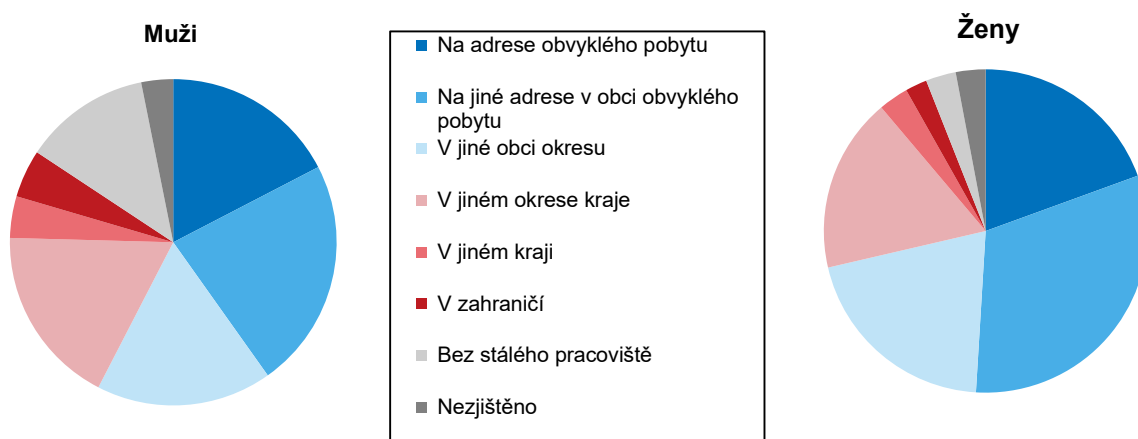 Muži
Na adrese obvyklého pobytu
Na jiné adrese v obci obvyklého
pobytu
V jiné obci okresu
V jiném okrese kraje
V jiném kraji
V zahraničí
Bez stálého pracoviště
Nezjištěno
Ženy